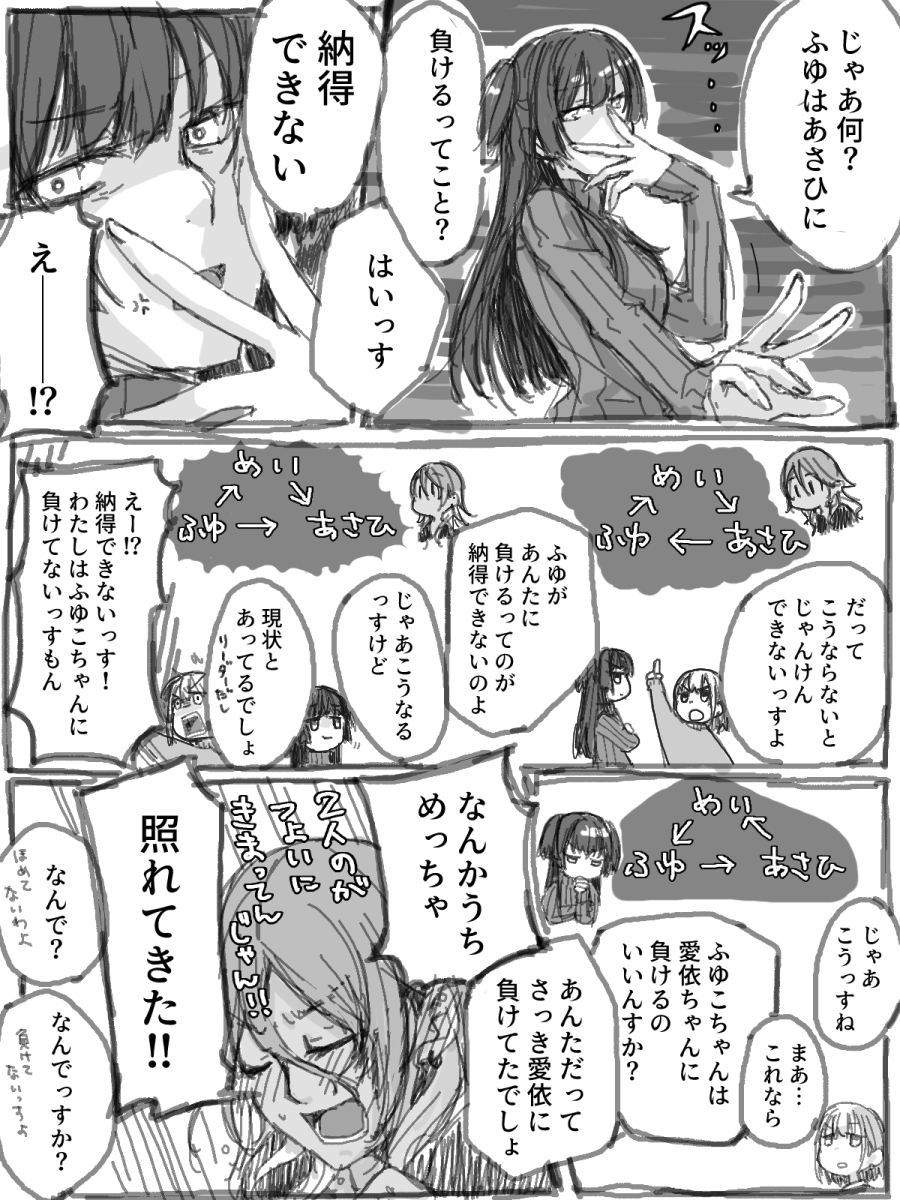 じゃあ何?
ふゆはあさひに
スッ…
負けるってこと?
はいっす
納得
できない
え――!?
めい
ふゆ ← あさひ
だって
こうならないと
じゃんけん
できないっすよ
ふゆが
あんたに
負けるってのが
納得できないのよ
めい
ふゆ → あさひ
じゃあこうなる
っすけど
現状と
あってるでしょ
リーダーだし
えー!?
納得できないっす!
わたしはふゆこちゃんに
負けてないっすもん
めい
ふゆ → あさひ
じゃあ
こうっすね
まあ…
これなら
ふゆこちゃんは
愛依ちゃんに
負けるの
いいんすか?
あんただって
さっき愛依に
負けてたでしょ
なんかうち
めっちゃ
照れてきた!!
2人のが
つよいに
きまってん
じゃん!!
なんで?
ほめて
ないわよ
なんでっすか?
負けて
ないっすよ